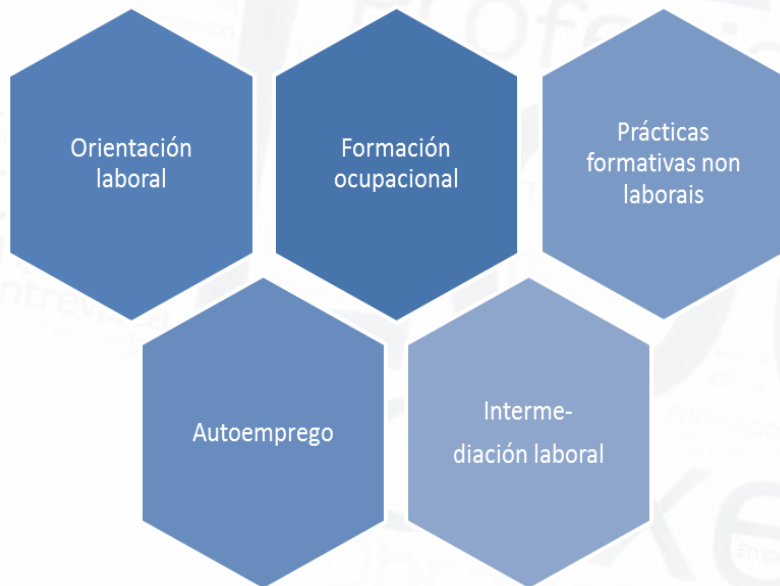 Orientación
laboral
Formación
ocupacional
Prácticas
formativas non
laborais
Autoemprego
Interme-
diación laboral